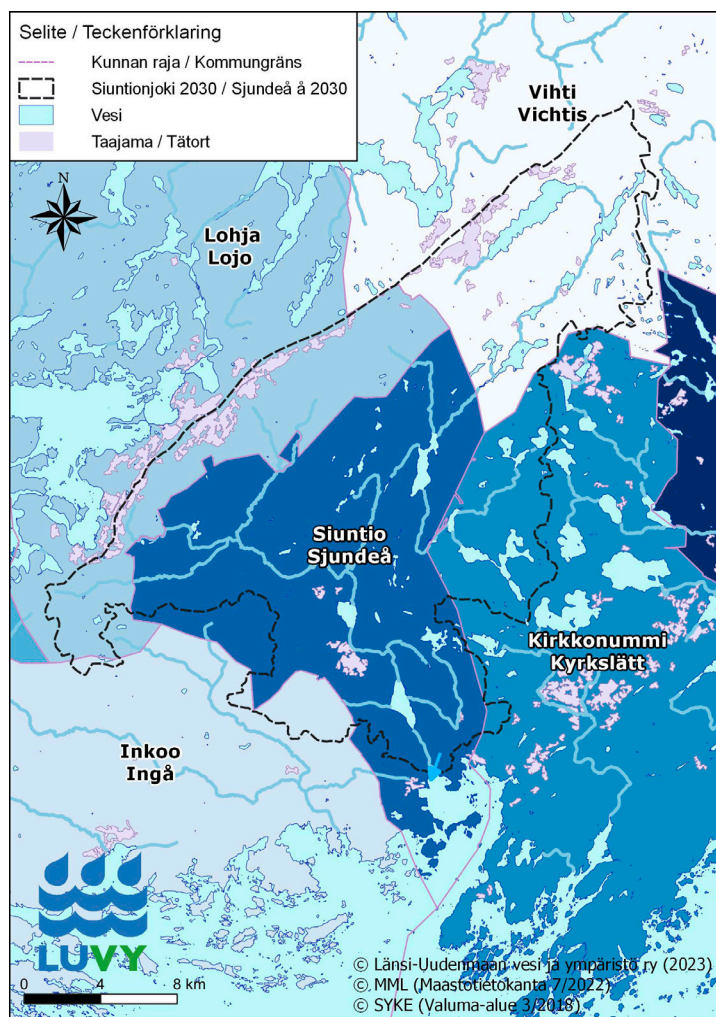 Selite / Teckenförklaring
Kunnan raja / Kommungräns
Siuntionjoki 2030 / Sjundeå å 2030
Vesi
Taajama / Tätort
N
Vihti
Vichtis
Lohja
Lojo
Siuntio
Sjundeå
Kirkkonummi
Kyrkslätt
Inkoo
Ingå
LUVY
0 4 8 km
© Länsi-Uudenmaan vesi ja ympäristö ry (2023)
© MML (Maastotietokanta 7/2022)
© SYKE (Valuma-alue 3/2018)